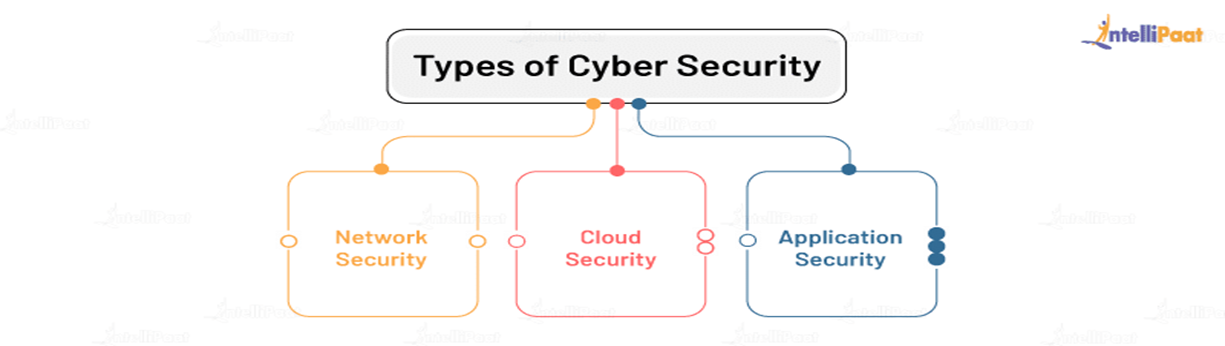 IntelliPaat
Types of Cyber Security
Network
Security
Cloud
Security
Application
Security